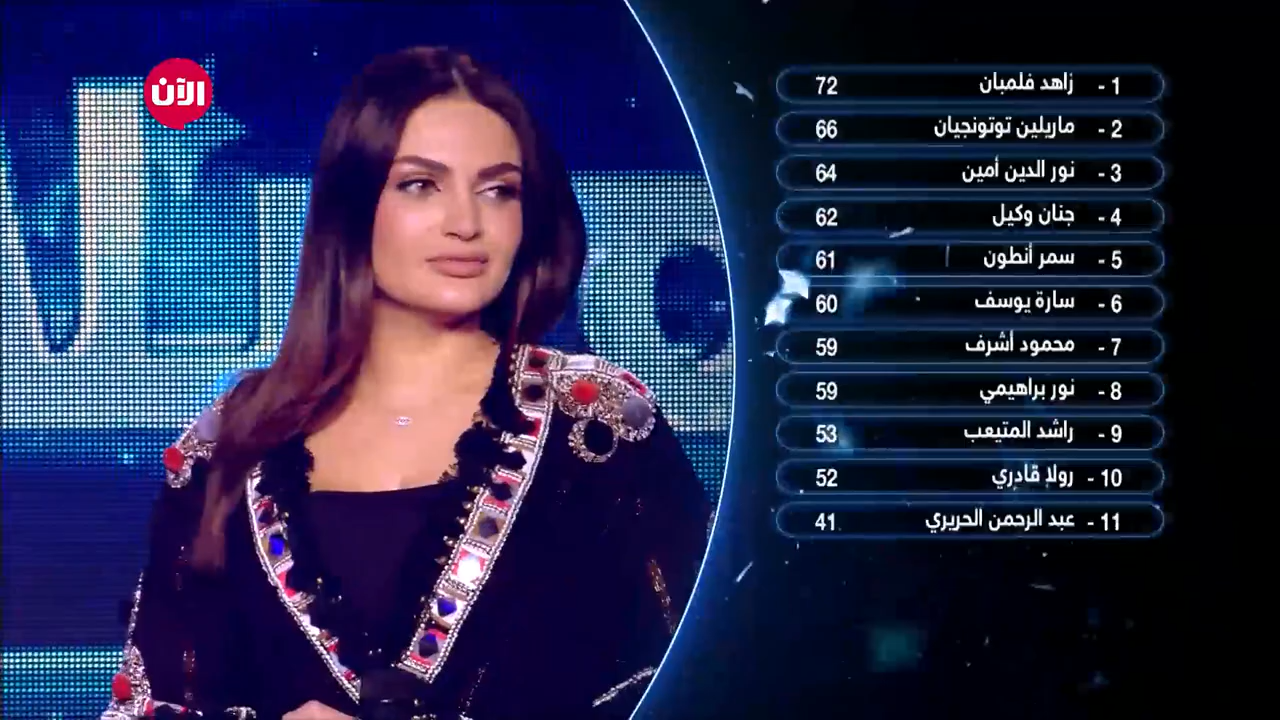 الآن
1 - زاهد فلمبان 72
2 - ماريلين توتونجيان 66
3 - نور الدين أمين 64
4 - جنان وكيل 62
5 - سمر أنطون 61
6 - سارة يوسف 60
7 - محمود أشرف 59
8 - نور براهيمي 59
9 - راشد المتيعب 53
10 - رولا قادري 52
11 - عبد الرحمن الحريري 41